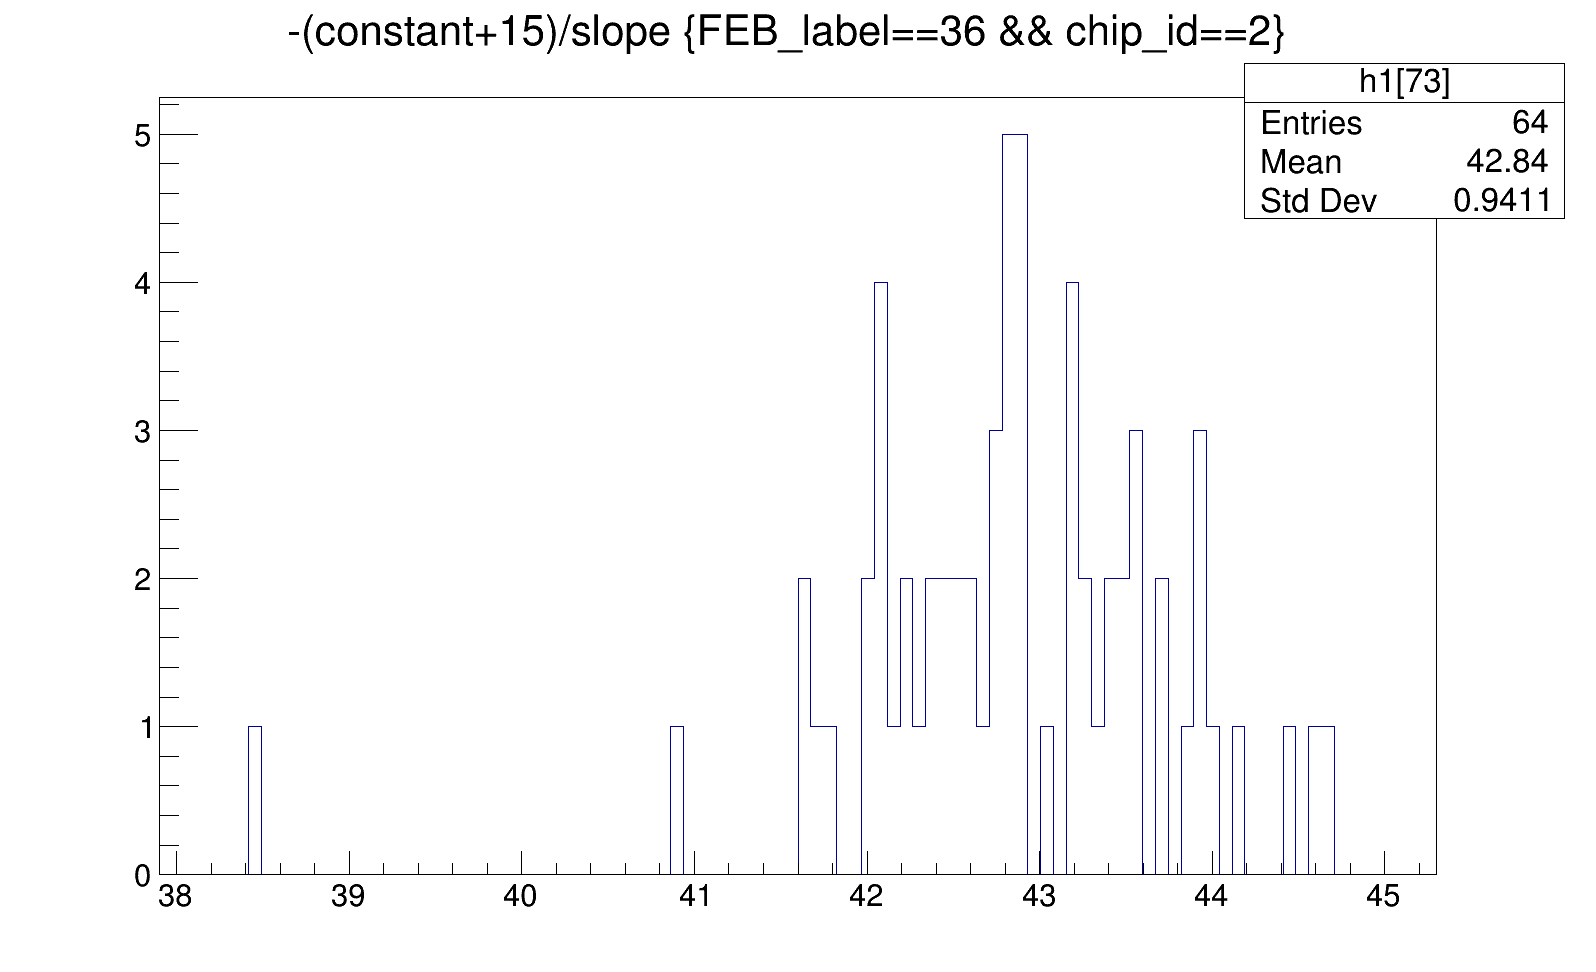 -(constant+15)/slope {FEB_label==36 && chip_id==2}
h1[73]
Entries 64
Mean 42.84
Std Dev 0.9411
5
4
3
2
1
0
38 39 40 41 42 43 44 45